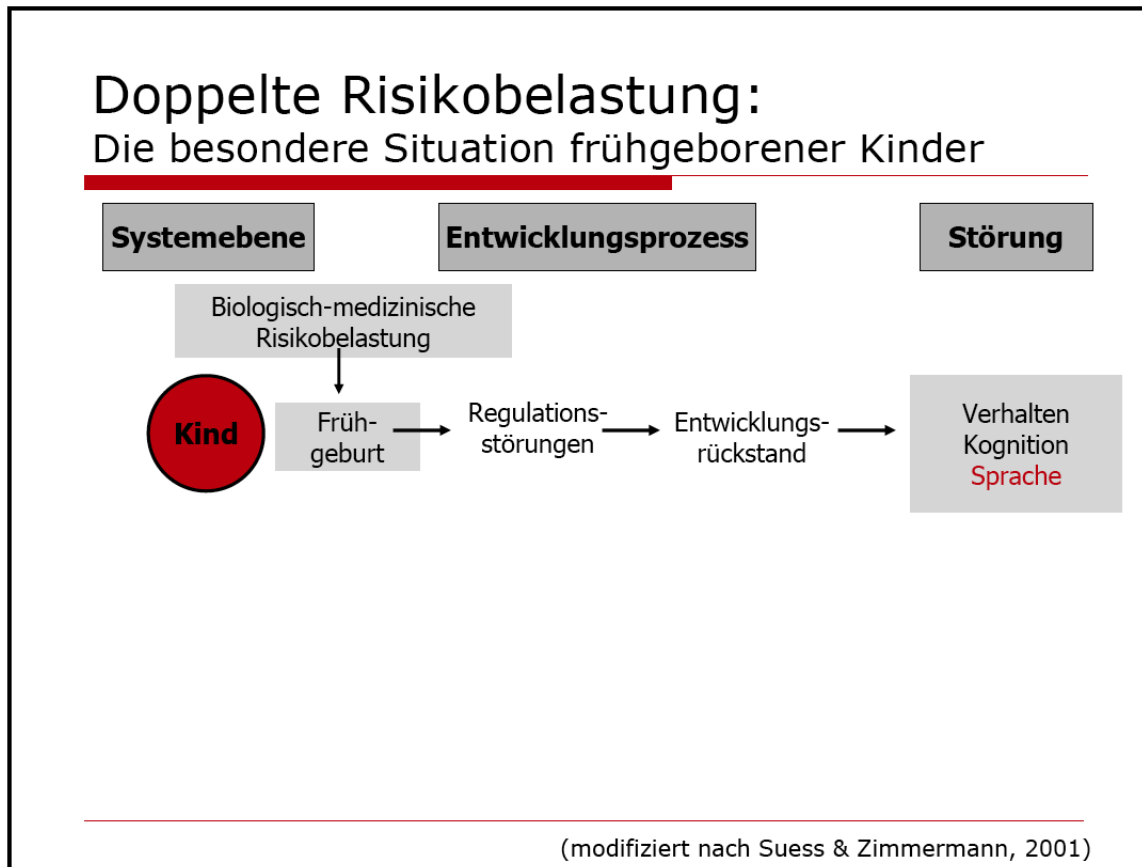 Doppelte Risikobelastung:
Die besondere Situation frühgeborener Kinder
Systemebene
Entwicklungsprozess
Störung
Biologisch-medizinische
Risikobelastung
Kind
Früh-
geburt
Regulations-
störungen
Entwicklungs-
rückstand
Verhalten
Kognition
Sprache
(modifiziert nach Suess & Zimmermann, 2001)